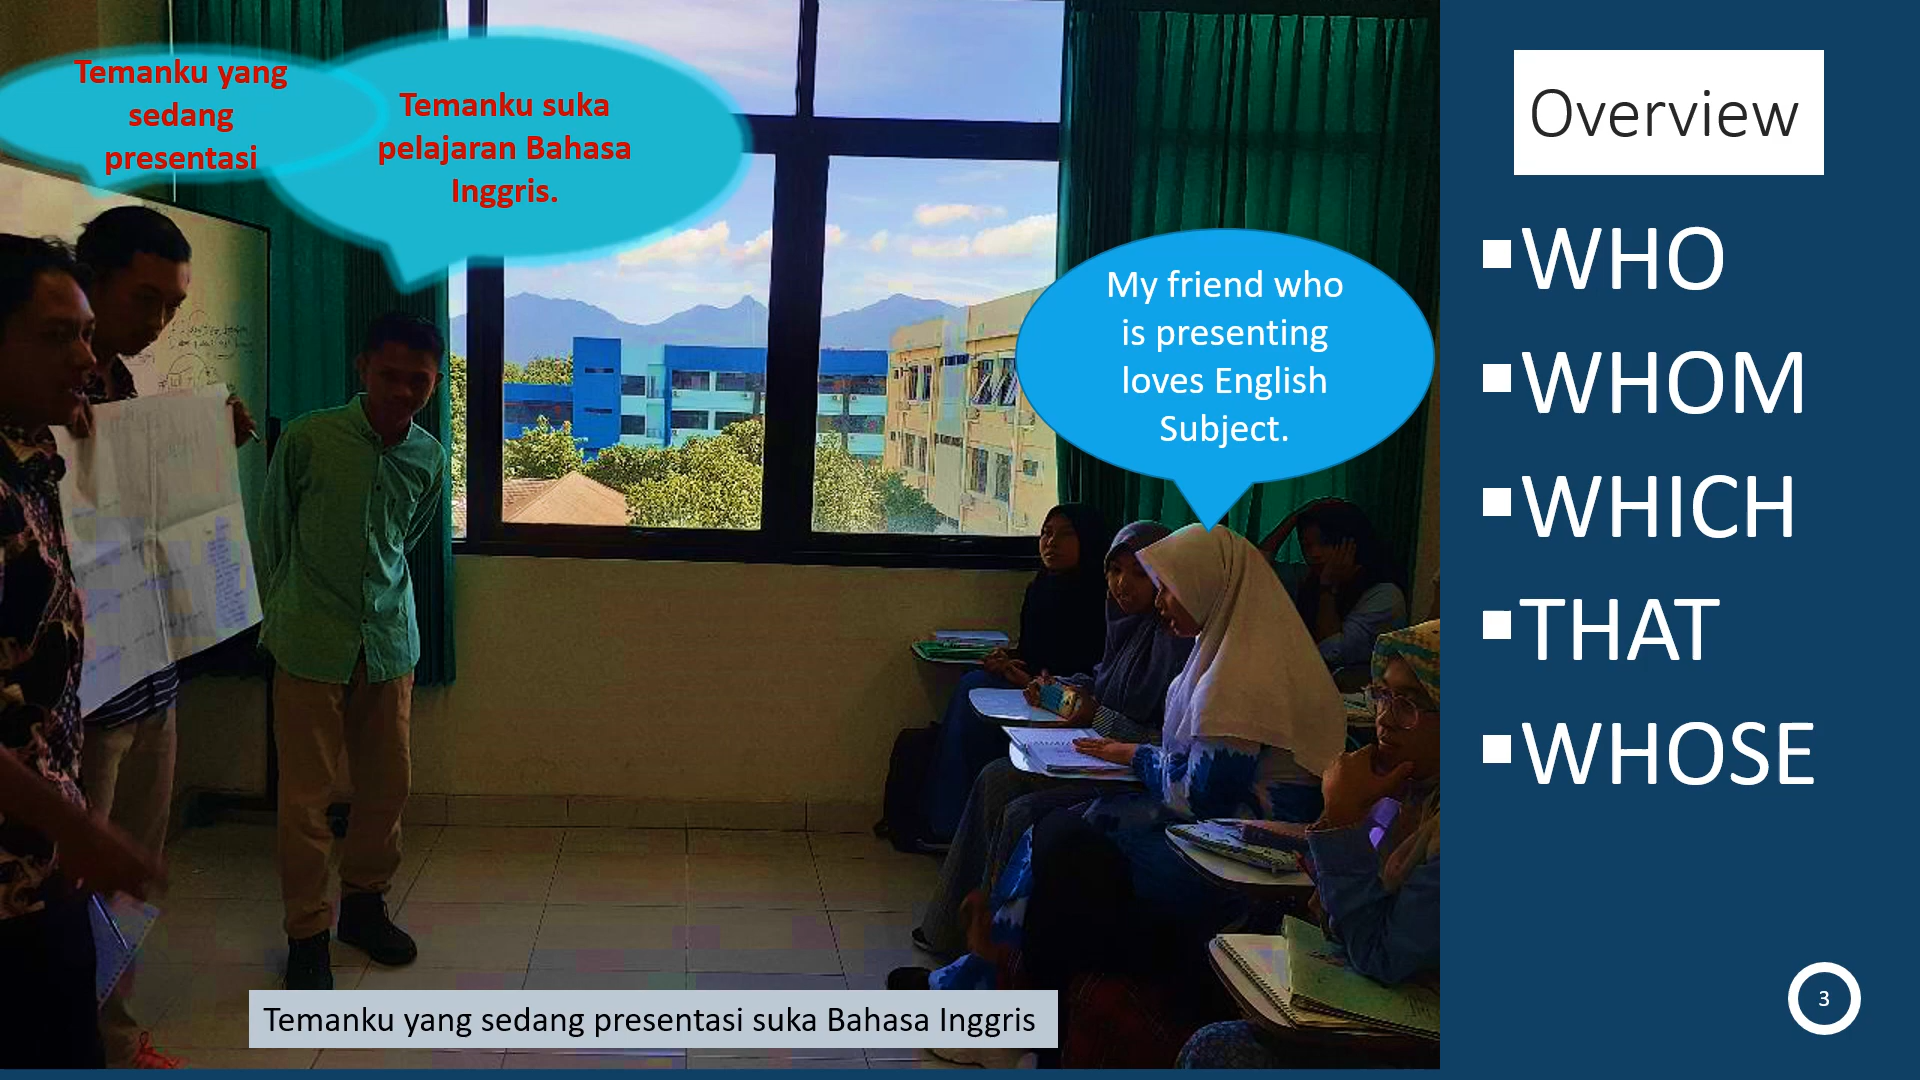 Temanku yang
sedang
presentasi
Temanku suka
pelajaran Bahasa
Inggris.
My friend who
is presenting
loves English
Subject.
Temanku yang sedang presentasi suka Bahasa Inggris
Overview
WHO
WHOM
WHICH
THAT
WHOSE
3